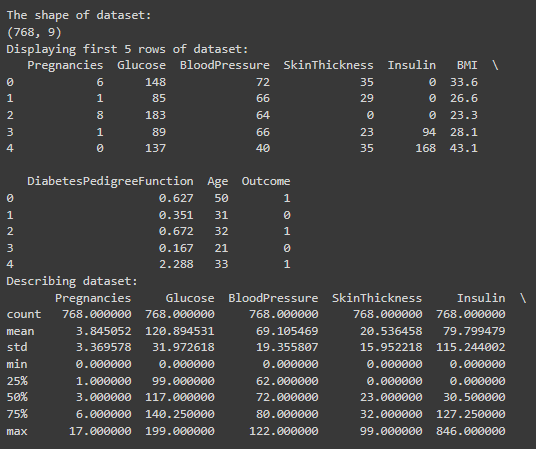 The shape of dataset:
(768, 9)
Displaying first 5 rows of dataset:
   Pregnancies  Glucose  BloodPressure  SkinThickness  Insulin   BMI  \
0            6      148             72             35        0  33.6
1            1       85             66             29        0  26.6
2            8      183             64              0        0  23.3
3            1       89             66             23       94  28.1
4            0      137             40             35      168  43.1
   DiabetesPedigreeFunction  Age  Outcome
0                     0.627   50        1
1                     0.351   31        0
2                     0.672   32        1
3                     0.167   21        0
4                     2.288   33        1
Describing dataset:
       Pregnancies     Glucose  BloodPressure  SkinThickness     Insulin  \
count   768.000000  768.000000     768.000000     768.000000  768.000000
mean      3.845052  120.894531      69.105469      20.536458   79.799479
std       3.369578   31.972618      19.355807      15.952218  115.244002
min       0.000000    0.000000       0.000000       0.000000    0.000000
25%       1.000000   99.000000      62.000000       0.000000    0.000000
50%       3.000000  117.000000      72.000000      23.000000   30.500000
75%       6.000000  140.250000      80.000000      32.000000  127.250000
max      17.000000  199.000000     122.000000      99.000000  846.000000